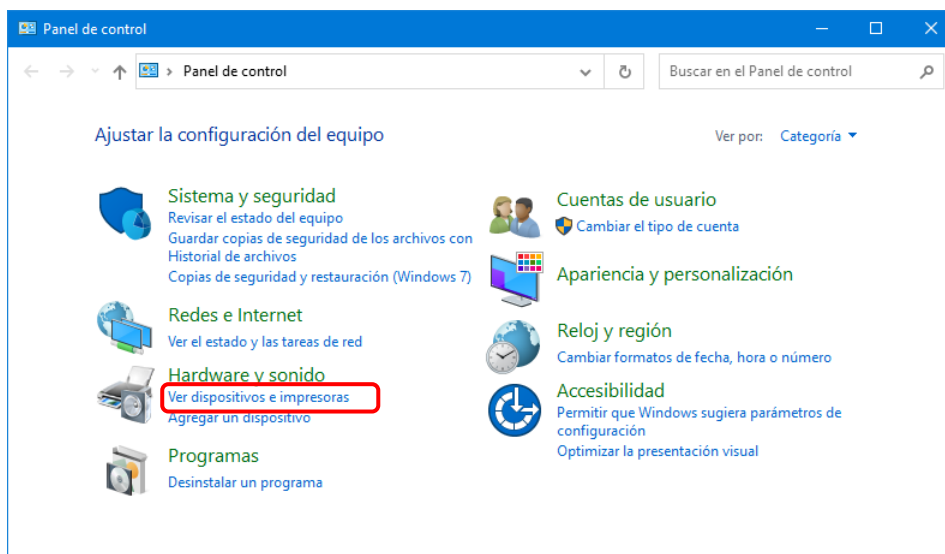 Panel de control
Panel de control
Buscar en el Panel de control
Ajustar la configuración del equipo
Ver por: Categoría
Sistema y seguridad
Revisar el estado del equipo
Guardar copias de seguridad de los archivos con
Historial de archivos
Copias de seguridad y restauración (Windows 7)
Redes e Internet
Ver el estado y las tareas de red
Hardware y sonido
Ver dispositivos e impresoras
Agregar un dispositivo
Programas
Desinstalar un programa
Cuentas de usuario
Cambiar el tipo de cuenta
Apariencia y personalización
Reloj y región
Cambiar formatos de fecha, hora o número
Accesibilidad
Permitir que Windows sugiera parámetros de
configuración
Optimizar la presentación visual